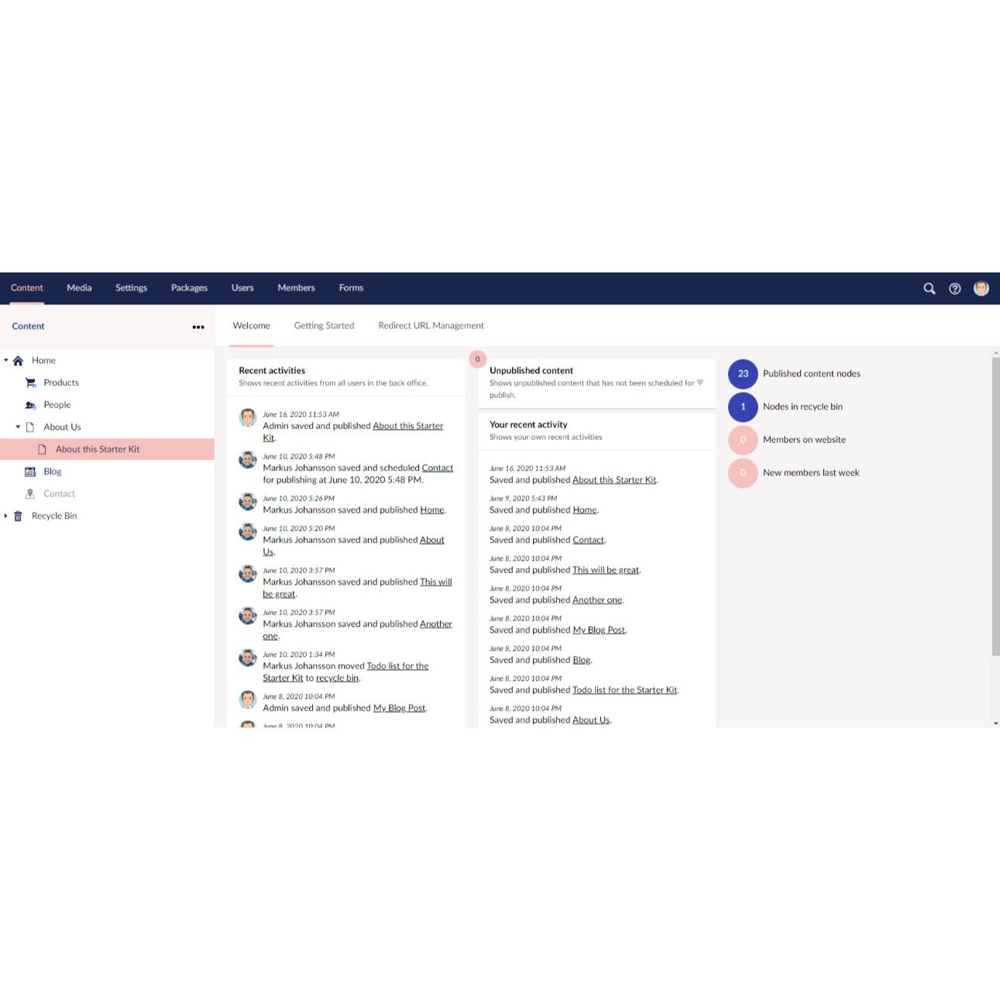 Content
Media
Settings
Packages
Users
Members
Forms
Content
Home
Products
People
About Us
About this Starter Kit
Blog
Contact
Recycle Bin
Welcome
Getting Started
Redirect URL Management
Recent activities
Shows recent activities from all users in the back office.
June 16, 2020 11:53 AM
Admin saved and published About this Starter
Kit.
June 10, 2020 5:48 PM
Markus Johansson saved and scheduled Contact
for publishing at June 10, 2020 5:48 PM.
June 10, 2020 5:26 PM
Markus Johansson saved and published Home.
June 10, 2020 5:20 PM
Markus Johansson saved and published About
Us.
June 10, 2020 3:57 PM
Markus Johansson saved and published This will
be great.
June 10, 2020 3:57 PM
Markus Johansson saved and published Another
one.
June 10, 2020 1:34 PM
Markus Johansson moved Todo list for the
Starter Kit to recycle bin.
June 8, 2020 10:04 PM
Admin saved and published My Blog Post.
June 8, 2020 10:04 PM
0
Unpublished content
Shows unpublished content that has not been scheduled for
publish.
Your recent activity
Shows your own recent activities
June 16, 2020 11:53 AM
Saved and published About this Starter Kit.
June 9, 2020 5:43 PM
Saved and published Home.
June 8, 2020 10:04 PM
Saved and published Contact.
June 8, 2020 10:04 PM
Saved and published This will be great.
June 8, 2020 10:04 PM
Saved and published Another one.
June 8, 2020 10:04 PM
Saved and published My Blog Post.
June 8, 2020 10:04 PM
Saved and published Blog.
June 8, 2020 10:04 PM
Saved and published Todo list for the Starter Kit.
June 8, 2020 10:04 PM
Saved and published About Us.
23 Published content nodes
1 Nodes in recycle bin
0 Members on website
0 New members last week